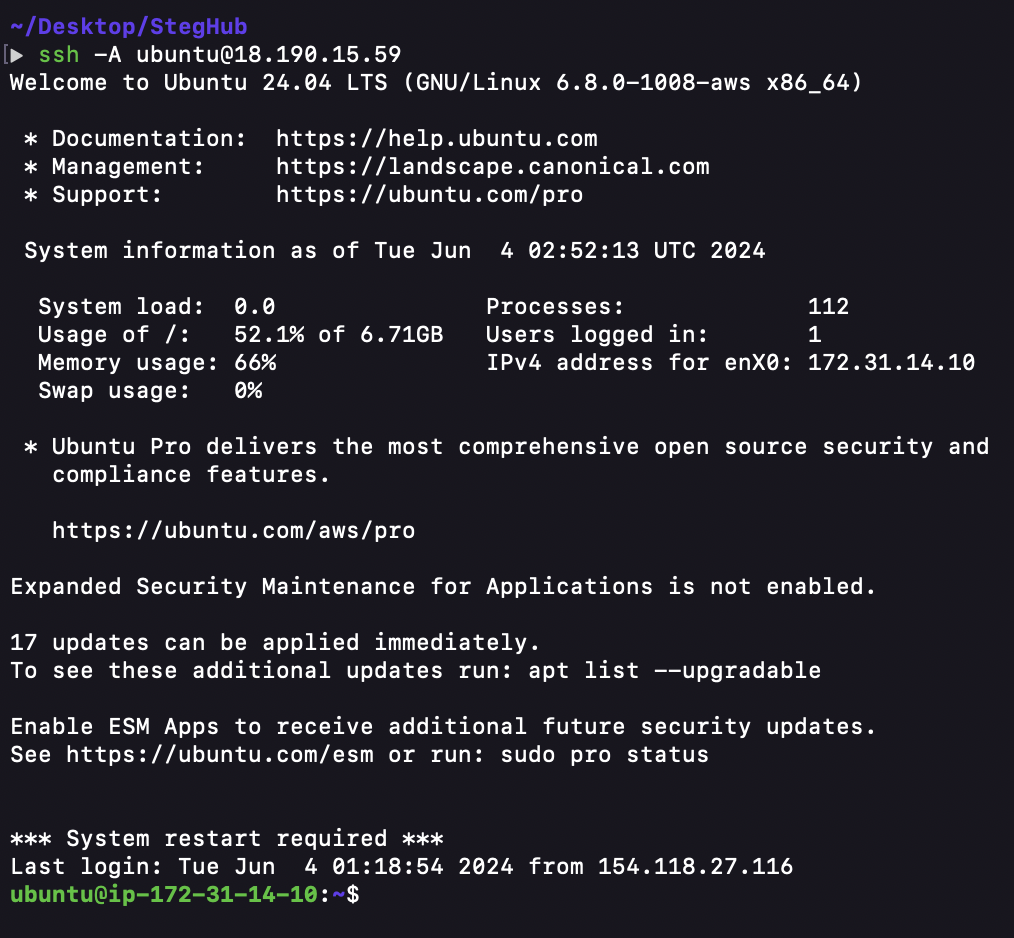 ~/Desktop/StegHub
▶ ssh -A ubuntu@18.190.15.59
Welcome to Ubuntu 24.04 LTS (GNU/Linux 6.8.0-1008-aws x86_64)
* Documentation:  https://help.ubuntu.com
* Management:     https://landscape.canonical.com
* Support:        https://ubuntu.com/pro
System information as of Tue Jun  4 02:52:13 UTC 2024
System load:  0.0               Processes:             112
Usage of /:   52.1% of 6.71GB   Users logged in:       1
Memory usage: 66%               IPv4 address for enX0: 172.31.14.10
Swap usage:   0%
* Ubuntu Pro delivers the most comprehensive open source security and
compliance features.
https://ubuntu.com/aws/pro
Expanded Security Maintenance for Applications is not enabled.
17 updates can be applied immediately.
To see these additional updates run: apt list --upgradable
Enable ESM Apps to receive additional future security updates.
See https://ubuntu.com/esm or run: sudo pro status
*** System restart required ***
Last login: Tue Jun  4 01:18:54 2024 from 154.118.27.116
ubuntu@ip-172-31-14-10:~$